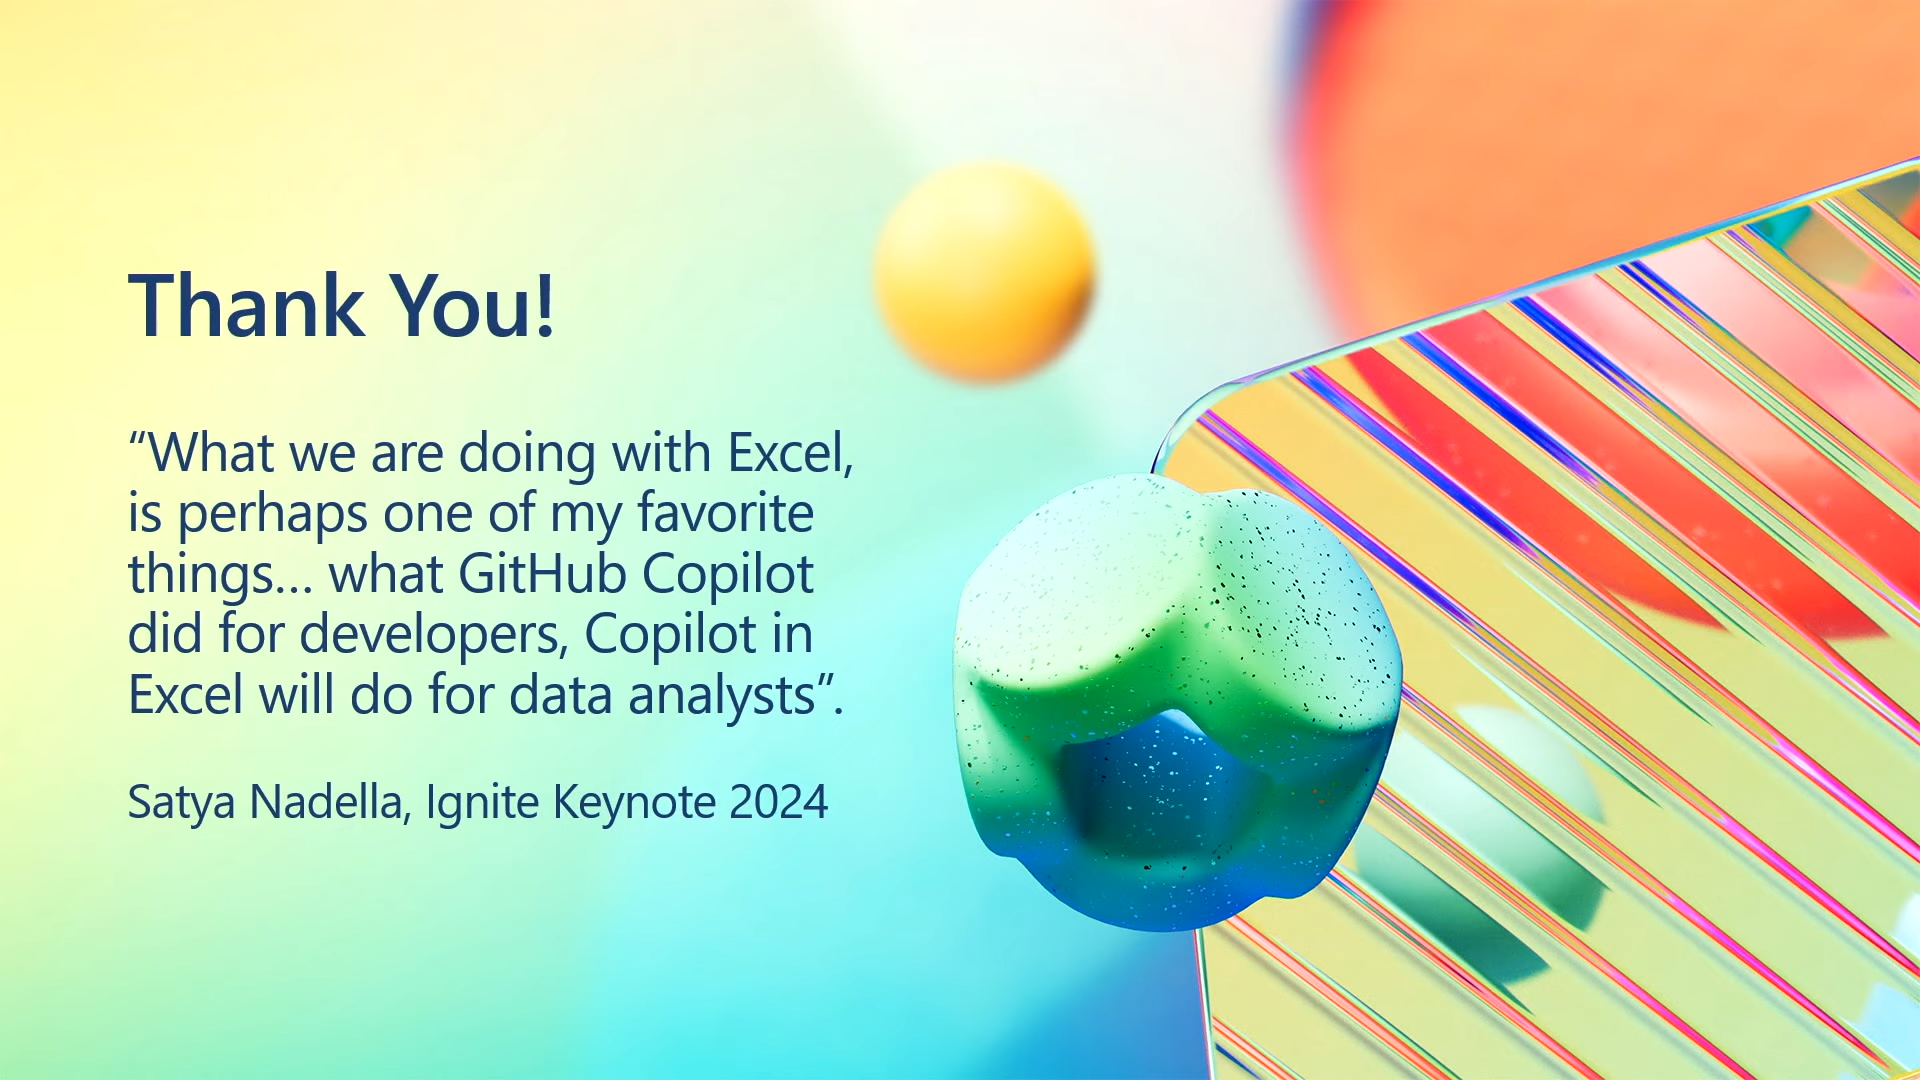 Thank You!
“What we are doing with Excel,
is perhaps one of my favorite
things... what GitHub Copilot
did for developers, Copilot in
Excel will do for data analysts”.
Satya Nadella, Ignite Keynote 2024